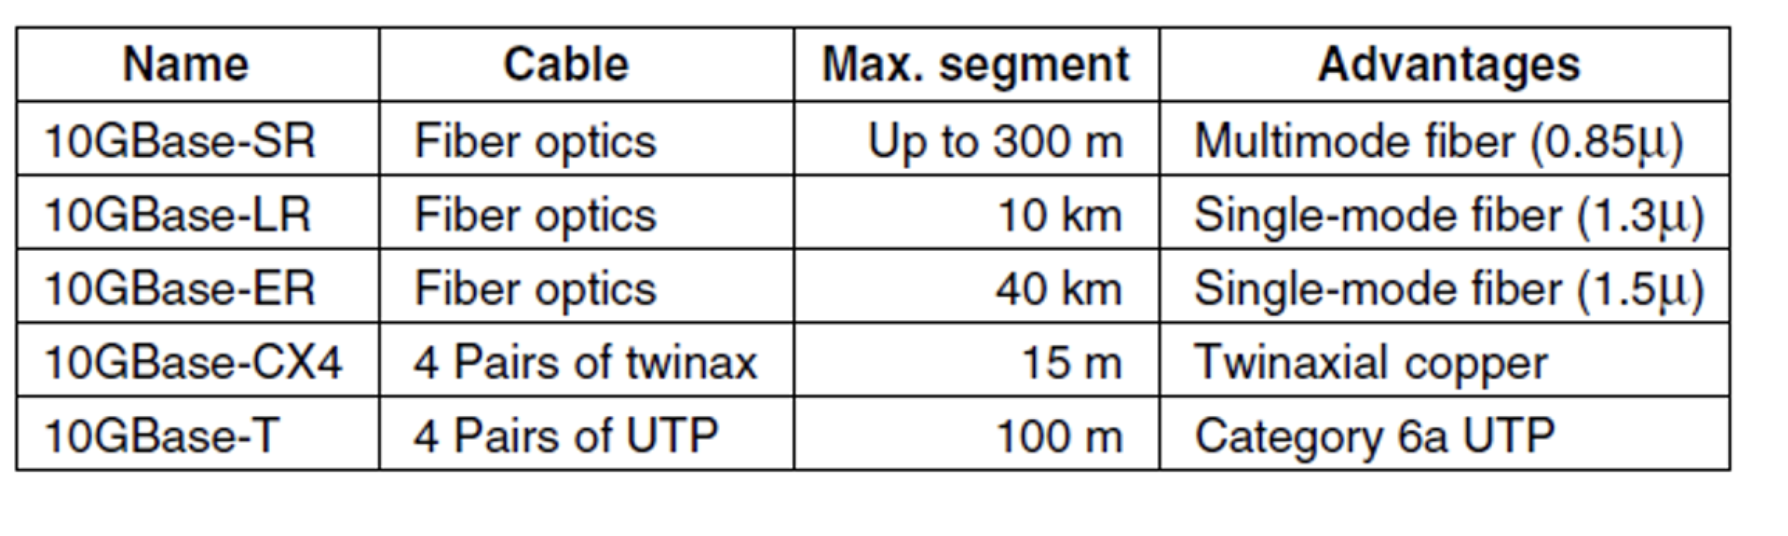 Name Cable Max. segment Advantages
10GBase-SR Fiber optics Up to 300 m Multimode fiber (0.85µ)
10GBase-LR Fiber optics 10 km Single-mode fiber (1.3µ)
10GBase-ER Fiber optics 40 km Single-mode fiber (1.5µ)
10GBase-CX4 4 Pairs of twinax 15 m Twinaxial copper
10GBase-T 4 Pairs of UTP 100 m Category 6a UTP